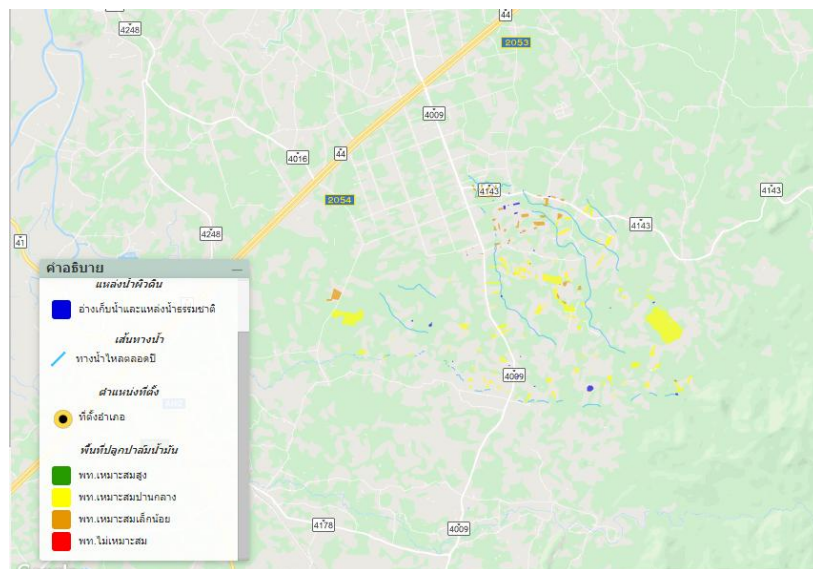 4248
44
2053
4009
4016
44
4143
4143
2054
4143
4248
41
คำอธิบาย
แหล่งน้ำผิวดิน
อ่างเก็บน้ำและแหล่งน้ำธรรมชาติ
เส้นทางน้ำ
ทางน้ำไหลตลอดปี
ตำแหน่งที่ตั้ง
ที่ตั้งอำเภอ
4009
พื้นที่ปลูกปาล์มน้ำมัน
พท.เหมาะสมสูง
พท.เหมาะสมปานกลาง
พท.เหมาะสมเล็กน้อย
พท.ไม่เหมาะสม
4178
4009